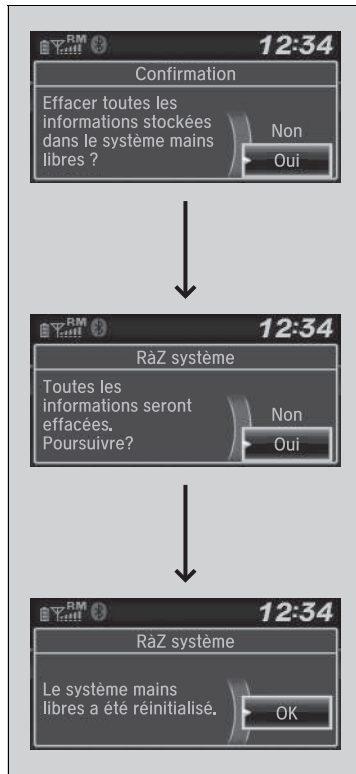 RM
12:34
Confirmation
Effacer toutes les
informations stockées
dans le système mains
libres ?
Non
Oui
RM
12:34
RàZ système
Toutes les
informations seront
effacées.
Poursuivre?
Non
Oui
RM
12:34
RàZ système
Le système mains
libres a été réinitialisé.
OK